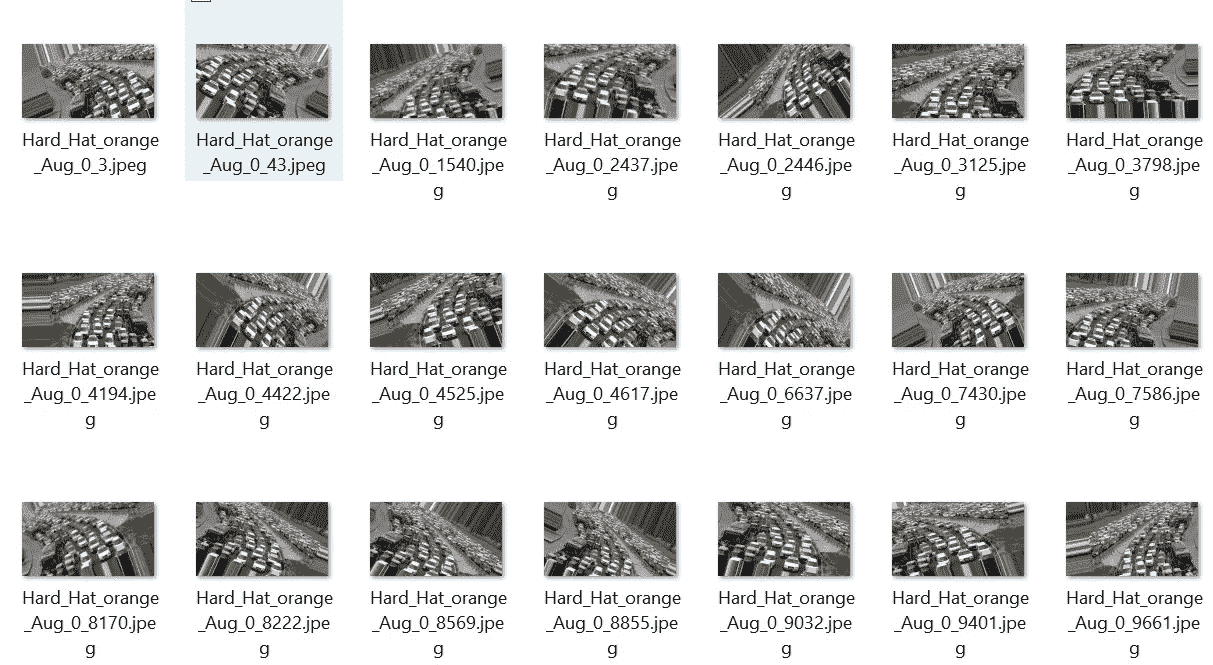 Hard_Hat_orange
_Aug_0_3.jpeg
Hard_Hat_orange
_Aug_0_43.jpeg
Hard_Hat_orange
_Aug_0_1540.jpe
g
Hard_Hat_orange
_Aug_0_2437.jpe
g
Hard_Hat_orange
_Aug_0_2446.jpe
g
Hard_Hat_orange
_Aug_0_3125.jpe
g
Hard_Hat_orange
_Aug_0_3798.jpe
g
Hard_Hat_orange
_Aug_0_4194.jpe
g
Hard_Hat_orange
_Aug_0_4422.jpe
g
Hard_Hat_orange
_Aug_0_4525.jpe
g
Hard_Hat_orange
_Aug_0_4617.jpe
g
Hard_Hat_orange
_Aug_0_6637.jpe
g
Hard_Hat_orange
_Aug_0_7430.jpe
g
Hard_Hat_orange
_Aug_0_7586.jpe
g
Hard_Hat_orange
_Aug_0_8170.jpe
g
Hard_Hat_orange
_Aug_0_8222.jpe
g
Hard_Hat_orange
_Aug_0_8569.jpe
g
Hard_Hat_orange
_Aug_0_8855.jpe
g
Hard_Hat_orange
_Aug_0_9032.jpe
g
Hard_Hat_orange
_Aug_0_9401.jpe
g
Hard_Hat_orange
_Aug_0_9661.jpe
g